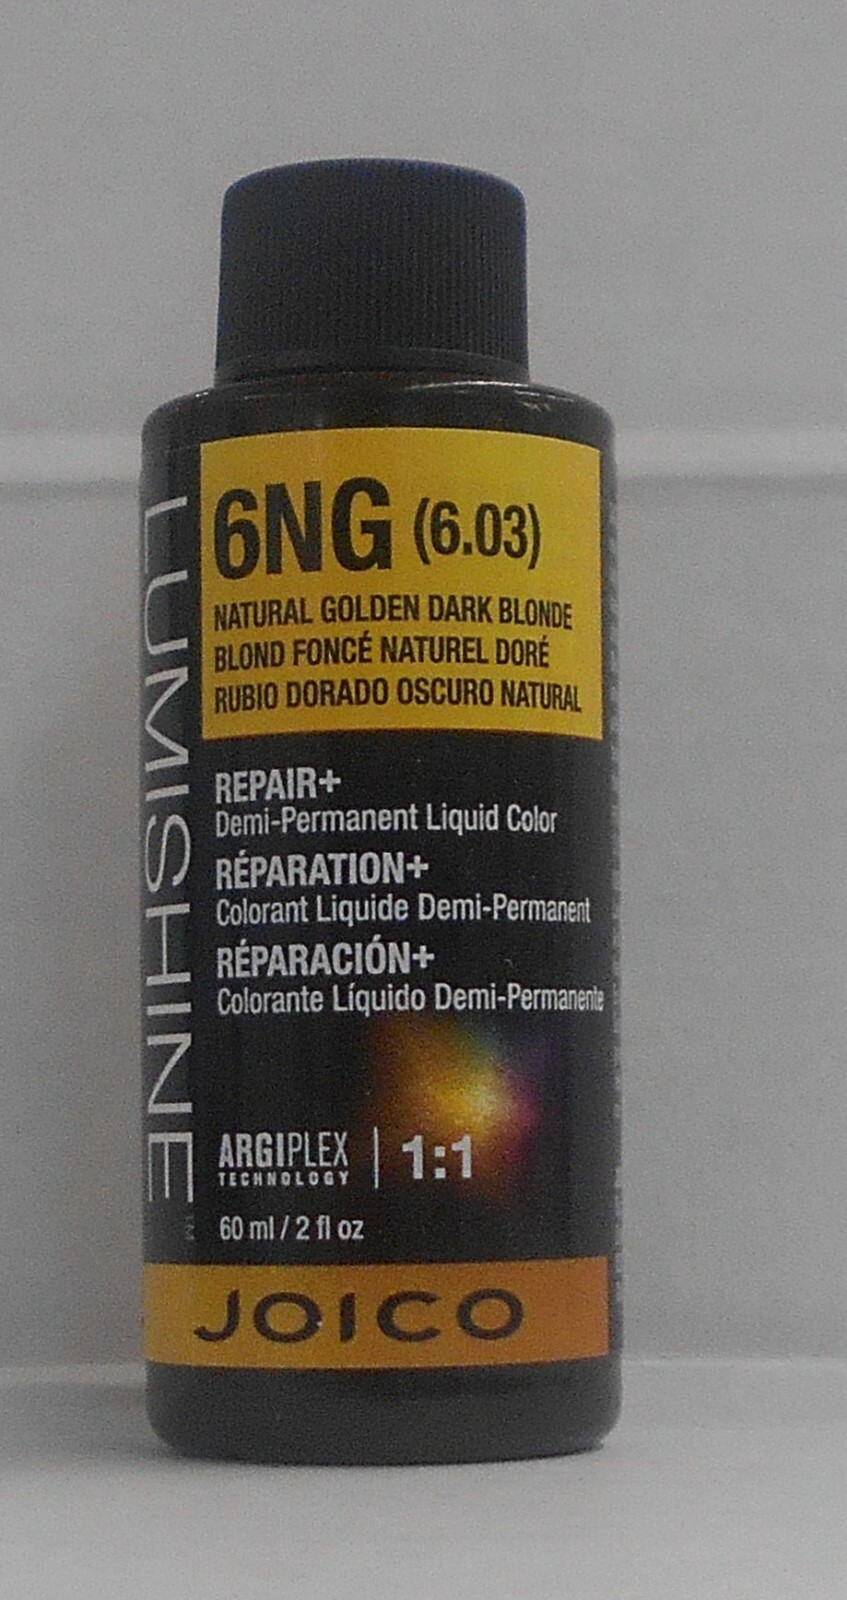 6NG (6.03)
NATURAL GOLDEN DARK BLONDE
BLOND FONCÉ NATUREL DORÉ
RUBIO DORADO OSCURO NATURAL
LUMISHINE™
REPAIR+
Demi-Permanent Liquid Color
RÉPARATION+
Colorant Liquide Demi-Permanent
RÉPARACIÓN+
Colorante Líquido Demi-Permanente
ARGIPLEX | 1:1
TECHNOLOGY
60 ml / 2 fl oz
JOICO